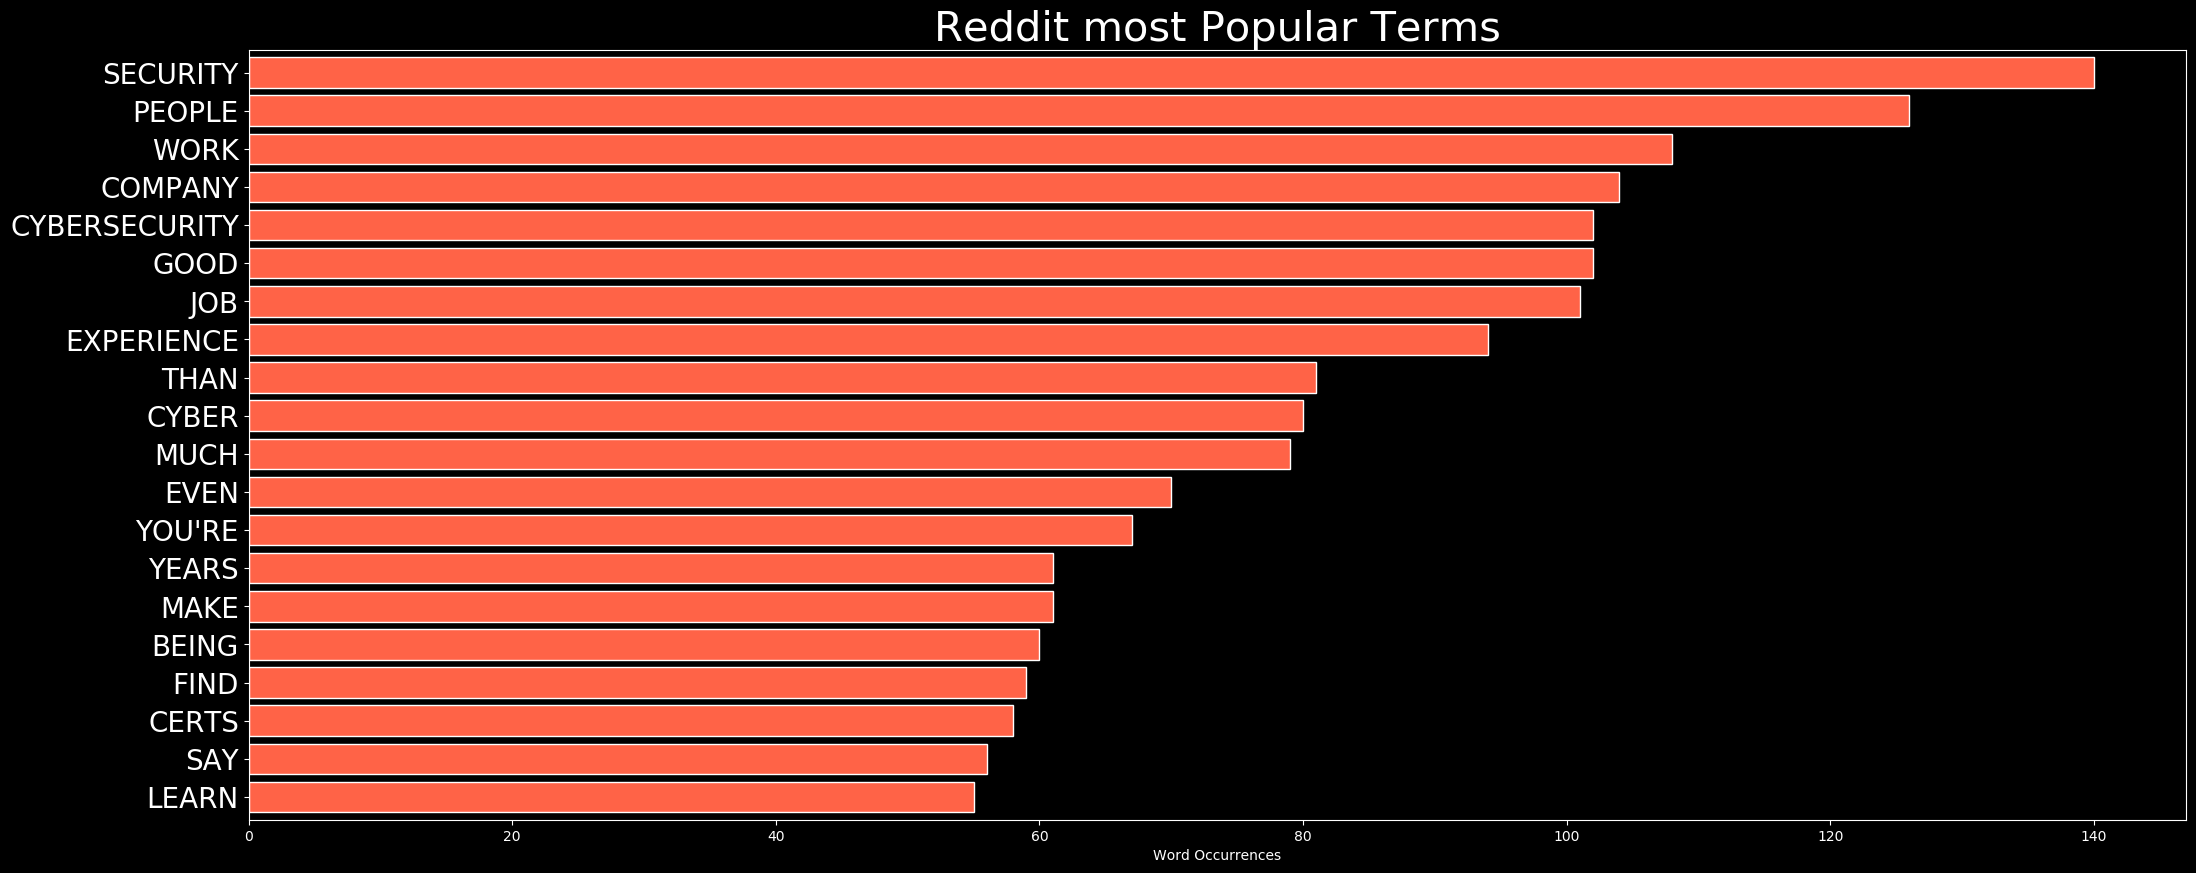 Reddit most Popular Terms
SECURITY
PEOPLE
WORK
COMPANY
CYBERSECURITY
GOOD
JOB
EXPERIENCE
THAN
CYBER
MUCH
EVEN
YOU'RE
YEARS
MAKE
BEING
FIND
CERTS
SAY
LEARN
0 20 40 60 80 100 120 140
Word Occurrences